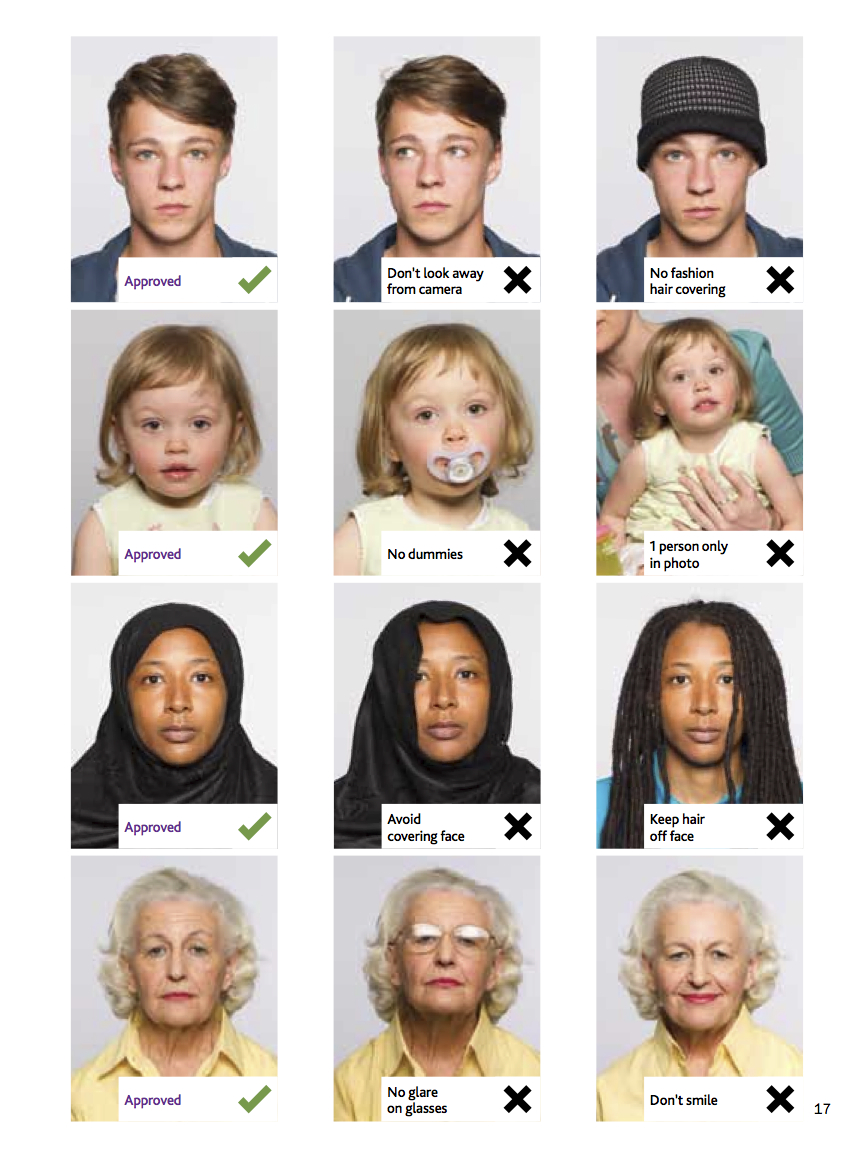 Approved
Don't look away
from camera
No fashion
hair covering
Approved
No dummies
1 person only
in photo
Approved
Avoid
covering face
Keep hair
off face
Approved
No glare
on glasses
Don't smile
17